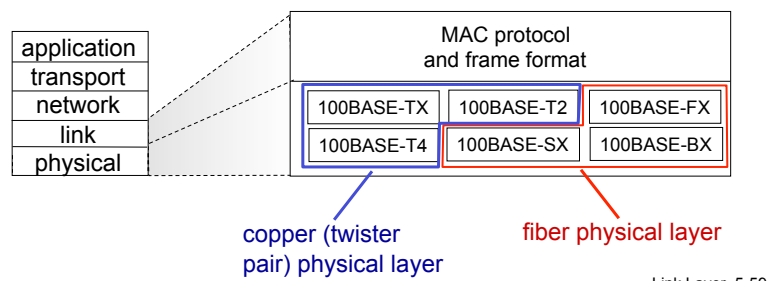 application
transport
network
link
physical
MAC protocol
and frame format
100BASE-TX
100BASE-T2
100BASE-FX
100BASE-T4
100BASE-SX
100BASE-BX
copper (twister
pair) physical layer
fiber physical layer